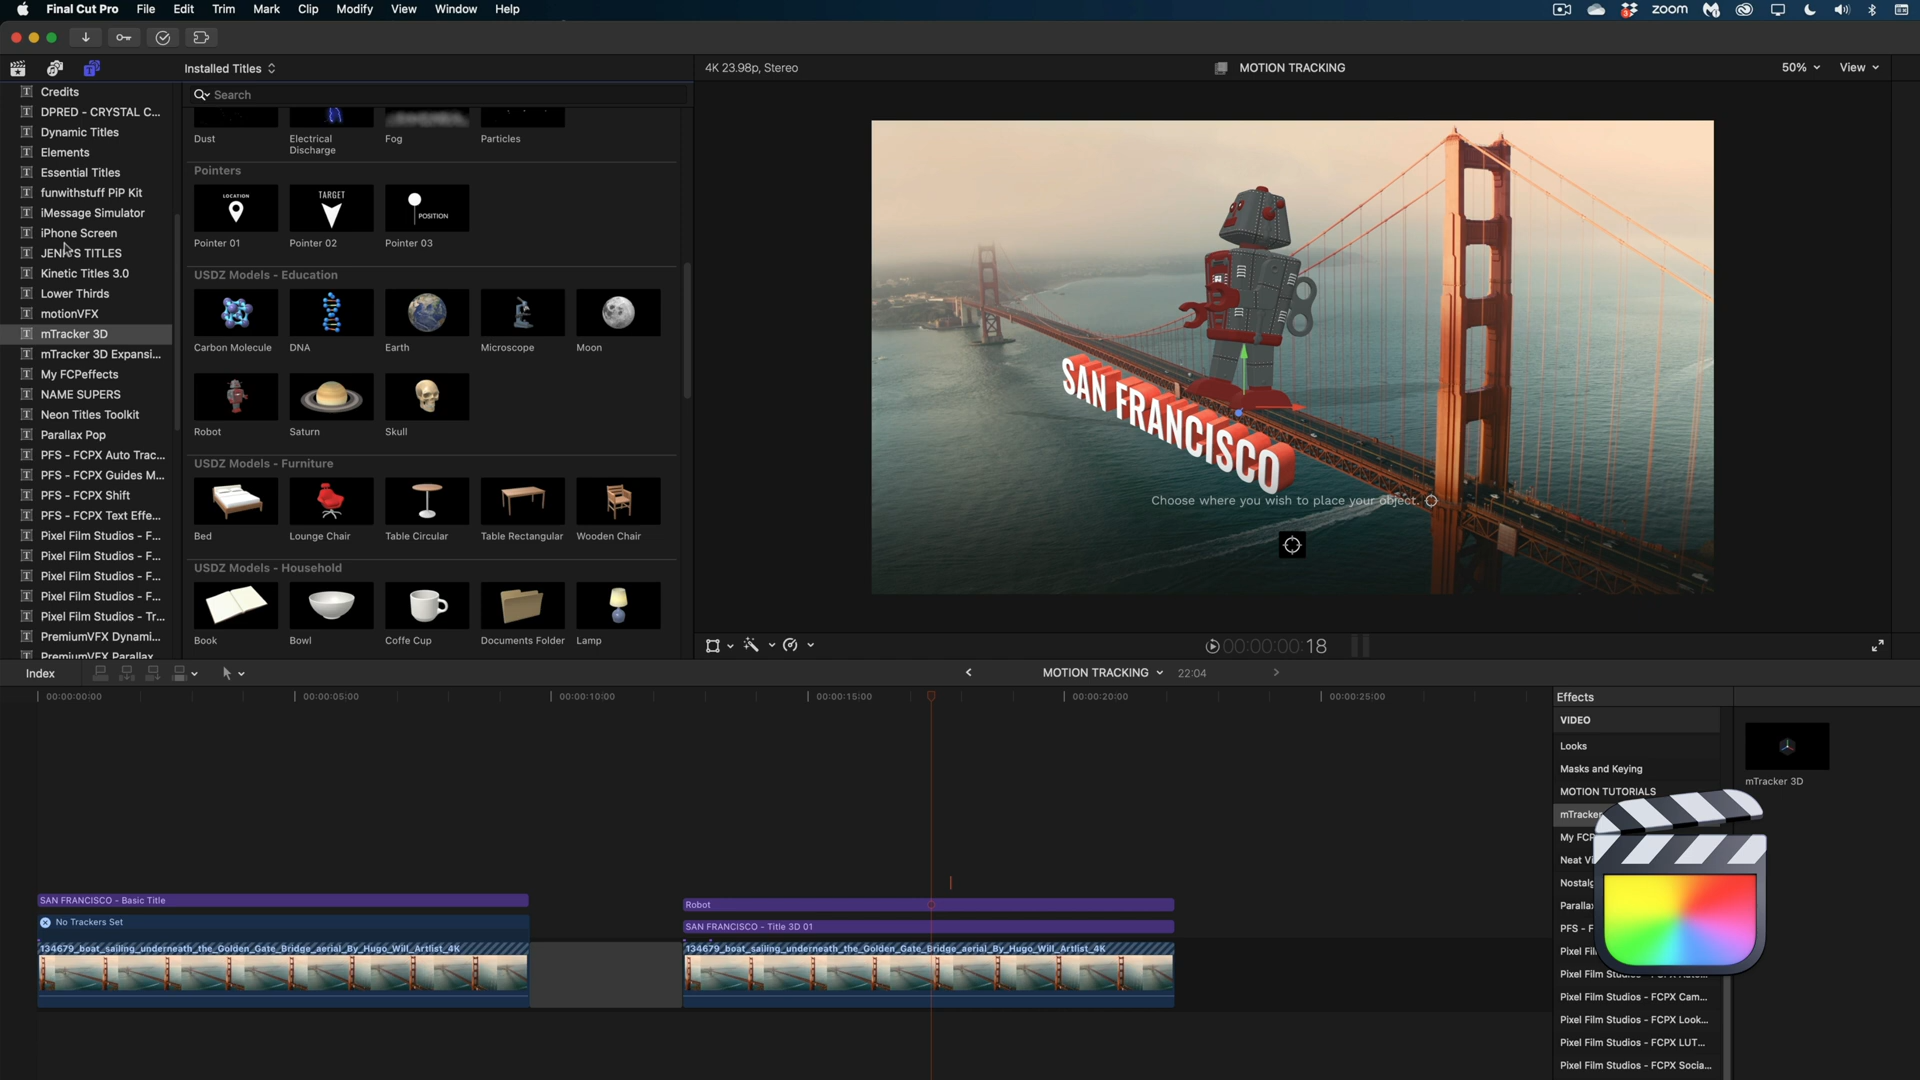 Final Cut Pro File Edit Trim Mark Clip Modify View Window Help
3 zoom
Installed Titles
4K 23.98p, Stereo
MOTION TRACKING
50%
View
Search
Credits
DPRED - CRYSTAL C...
Dynamic Titles
Elements
Essential Titles
funwithstuff PiP Kit
iMessage Simulator
iPhone Screen
Kinetic Titles 3.0
Lower Thirds
motionVFX
mTracker 3D
mTracker 3D Expansi...
My FCPeffects
NAME SUPERS
Neon Titles Toolkit
Parallax Pop
PFS - FCPX Auto Trac...
PFS - FCPX Guides M...
PFS - FCPX Shift
PFS - FCPX Text Effe...
Pixel Film Studios - F...
Pixel Film Studios - F...
Pixel Film Studios - F...
Pixel Film Studios - F...
Pixel Film Studios - Tr...
PremiumVFX Dynami...
PremiumVFX Parallax
Dust
Electrical
Discharge
Fog
Particles
Pointers
LOCATION
TARGET
POSITION
Pointer 01
Pointer 02
Pointer 03
USDZ Models - Education
Carbon Molecule
DNA
Earth
Microscope
Moon
Robot
Saturn
Skull
USDZ Models - Furniture
Bed
Lounge Chair
Table Circular
Table Rectangular
Wooden Chair
USDZ Models - Household
Book
Bowl
Coffe Cup
Documents Folder
Lamp
SAN FRANCISCO
Choose where you wish to place your object.
00:00:00:18
Index
MOTION TRACKING
22:04
00:00:00:00
00:00:05:00
00:00:10:00
00:00:15:00
00:00:20:00
00:00:25:00
SAN FRANCISCO - Basic Title
No Trackers Set
134679_boat_sailing_underneath_the_Golden_Gate_Bridge_aerial_By_Hugo_Will_Artlist_4K
Robot
SAN FRANCISCO - Title 3D 01
134679_boat_sailing_underneath_the_Golden_Gate_Bridge_aerial_By_Hugo_Will_Artlist_4K
Effects
VIDEO
Looks
Masks and Keying
MOTION TUTORIALS
mTracker
My FCP
Neat Vi
Nostalg
Paralla
PFS - F
Pixel Fil
Pixel Film
Pixel Film Studios - FCPX Cam...
Pixel Film Studios - FCPX Look...
Pixel Film Studios - FCPX LUT...
Pixel Film Studios - FCPX Socia...
mTracker 3D